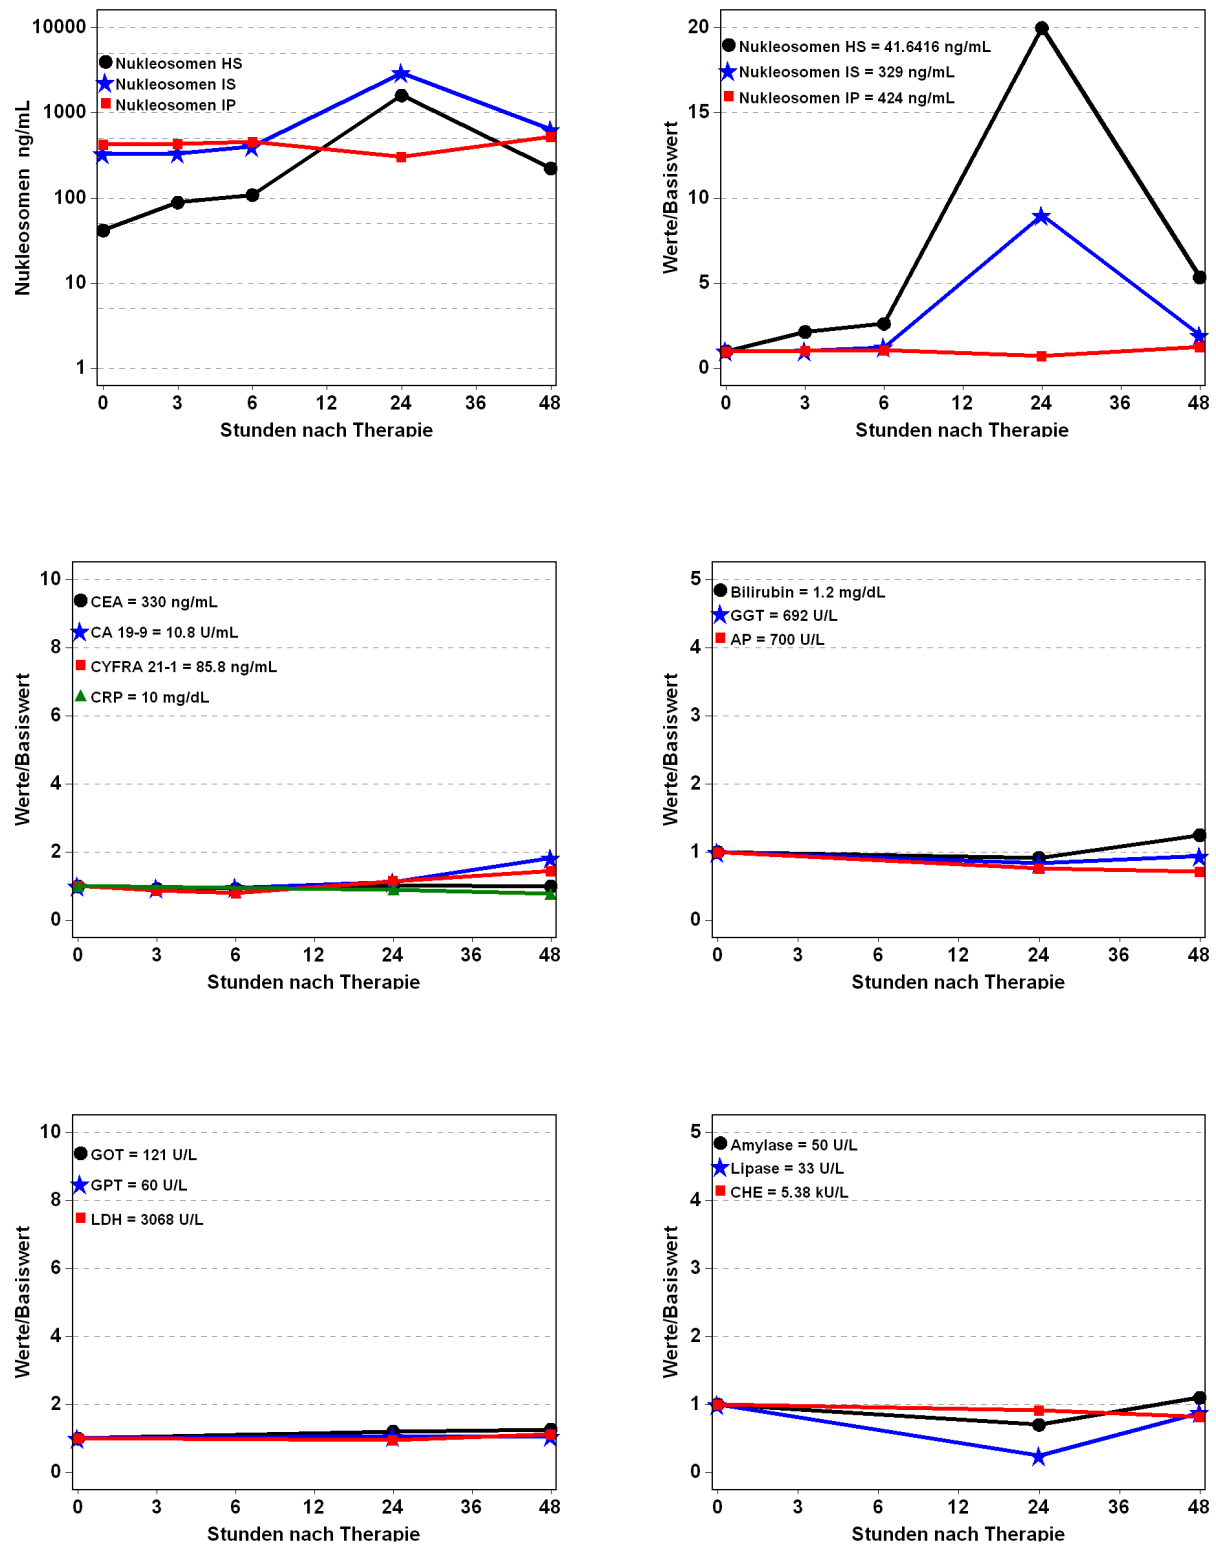 10000
1000
100
10
1
Nukleosomen ng/mL
Nukleosomen HS
Nukleosomen IS
Nukleosomen IP
0 3 6 12 24 36 48
Stunden nach Therapie
20
15
10
5
0
Werte/Basiswert
Nukleosomen HS = 41.6416 ng/mL
Nukleosomen IS = 329 ng/mL
Nukleosomen IP = 424 ng/mL
0 3 6 12 24 36 48
Stunden nach Therapie
10
8
6
4
2
0
Werte/Basiswert
CEA = 330 ng/mL
CA 19-9 = 10.8 U/mL
CYFRA 21-1 = 85.8 ng/mL
CRP = 10 mg/dL
0 3 6 12 24 36 48
Stunden nach Therapie
5
4
3
2
1
0
Werte/Basiswert
Bilirubin = 1.2 mg/dL
GGT = 692 U/L
AP = 700 U/L
0 3 6 12 24 36 48
Stunden nach Therapie
10
8
6
4
2
0
Werte/Basiswert
GOT = 121 U/L
GPT = 60 U/L
LDH = 3068 U/L
0 3 6 12 24 36 48
Stunden nach Therapie
5
4
3
2
1
0
Werte/Basiswert
Amylase = 50 U/L
Lipase = 33 U/L
CHE = 5.38 kU/L
0 3 6 12 24 36 48
Stunden nach Therapie